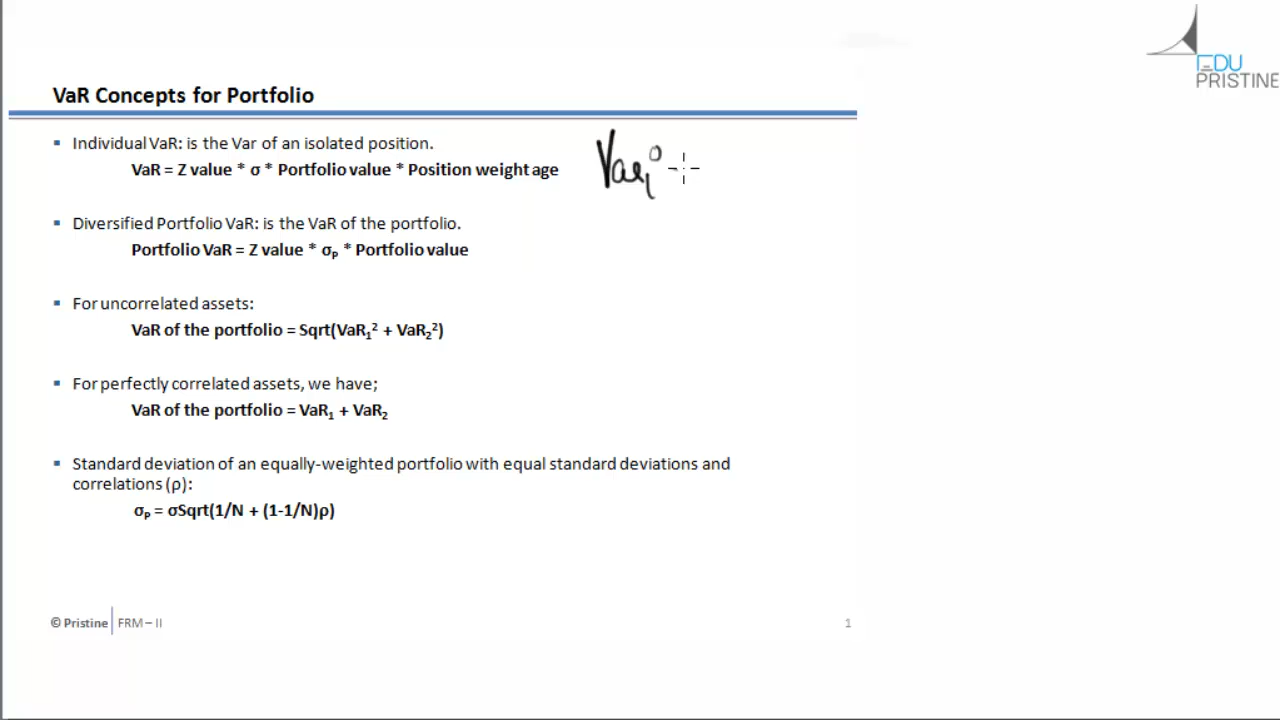 EDU
PRISTINE
VaR Concepts for Portfolio
▪ Individual VaR: is the Var of an isolated position.
VaR = Z value * σ * Portfolio value * Position weight age
Var₁⁰
▪ Diversified Portfolio VaR: is the VaR of the portfolio.
Portfolio VaR = Z value * σₚ * Portfolio value
▪ For uncorrelated assets:
VaR of the portfolio = Sqrt(VaR₁² + VaR₂²)
▪ For perfectly correlated assets, we have;
VaR of the portfolio = VaR₁ + VaR₂
▪ Standard deviation of an equally-weighted portfolio with equal standard deviations and
correlations (ρ):
σₚ = σSqrt(1/N + (1-1/N)ρ)
© Pristine FRM – II
1